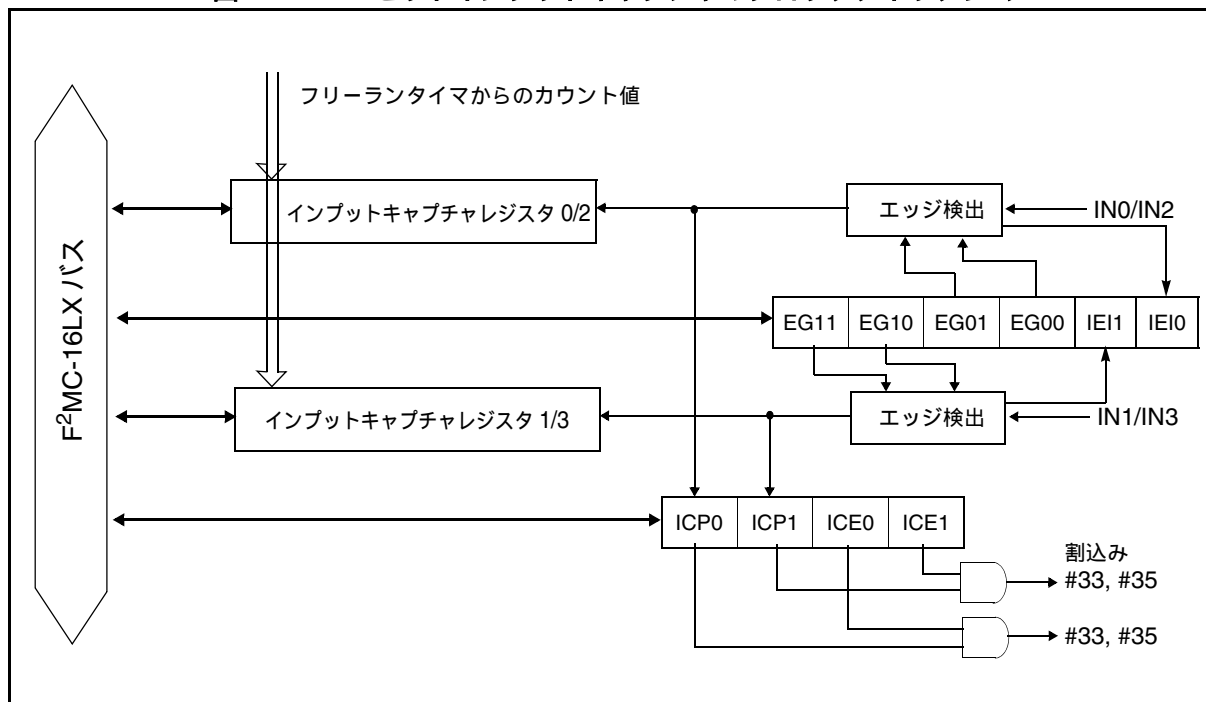 フリーランタイマからのカウント値
F²MC-16LX バス
インプットキャプチャレジスタ 0/2
エッジ検出
IN0/IN2
EG11 EG10 EG01 EG00 IEI1 IEI0
インプットキャプチャレジスタ 1/3
エッジ検出
IN1/IN3
ICP0 ICP1 ICE0 ICE1
割込み
#33, #35
#33, #35